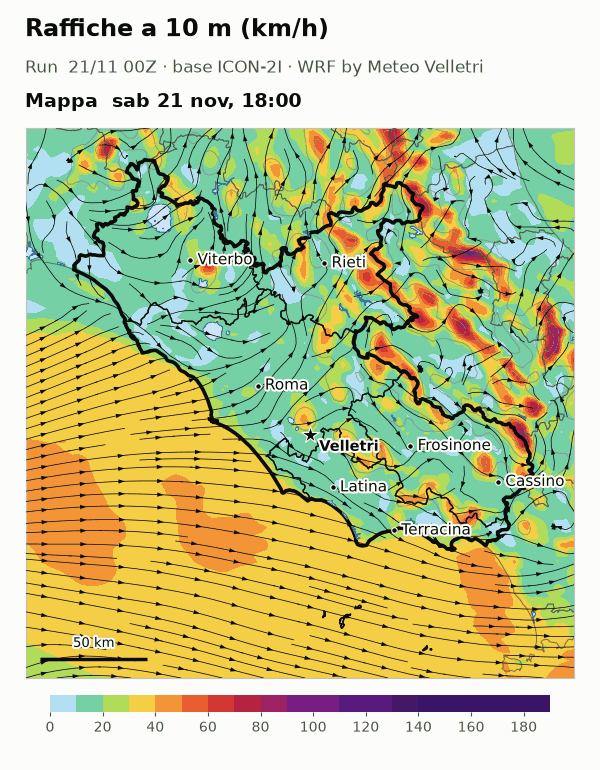 Raffiche a 10 m (km/h)
Run 21/11 00Z · base ICON-2I · WRF by Meteo Velletri
Mappa sab 21 nov, 18:00
Viterbo
Rieti
Roma
Velletri
Frosinone
Cassino
Latina
Terracina
50 km
0 20 40 60 80 100 120 140 160 180